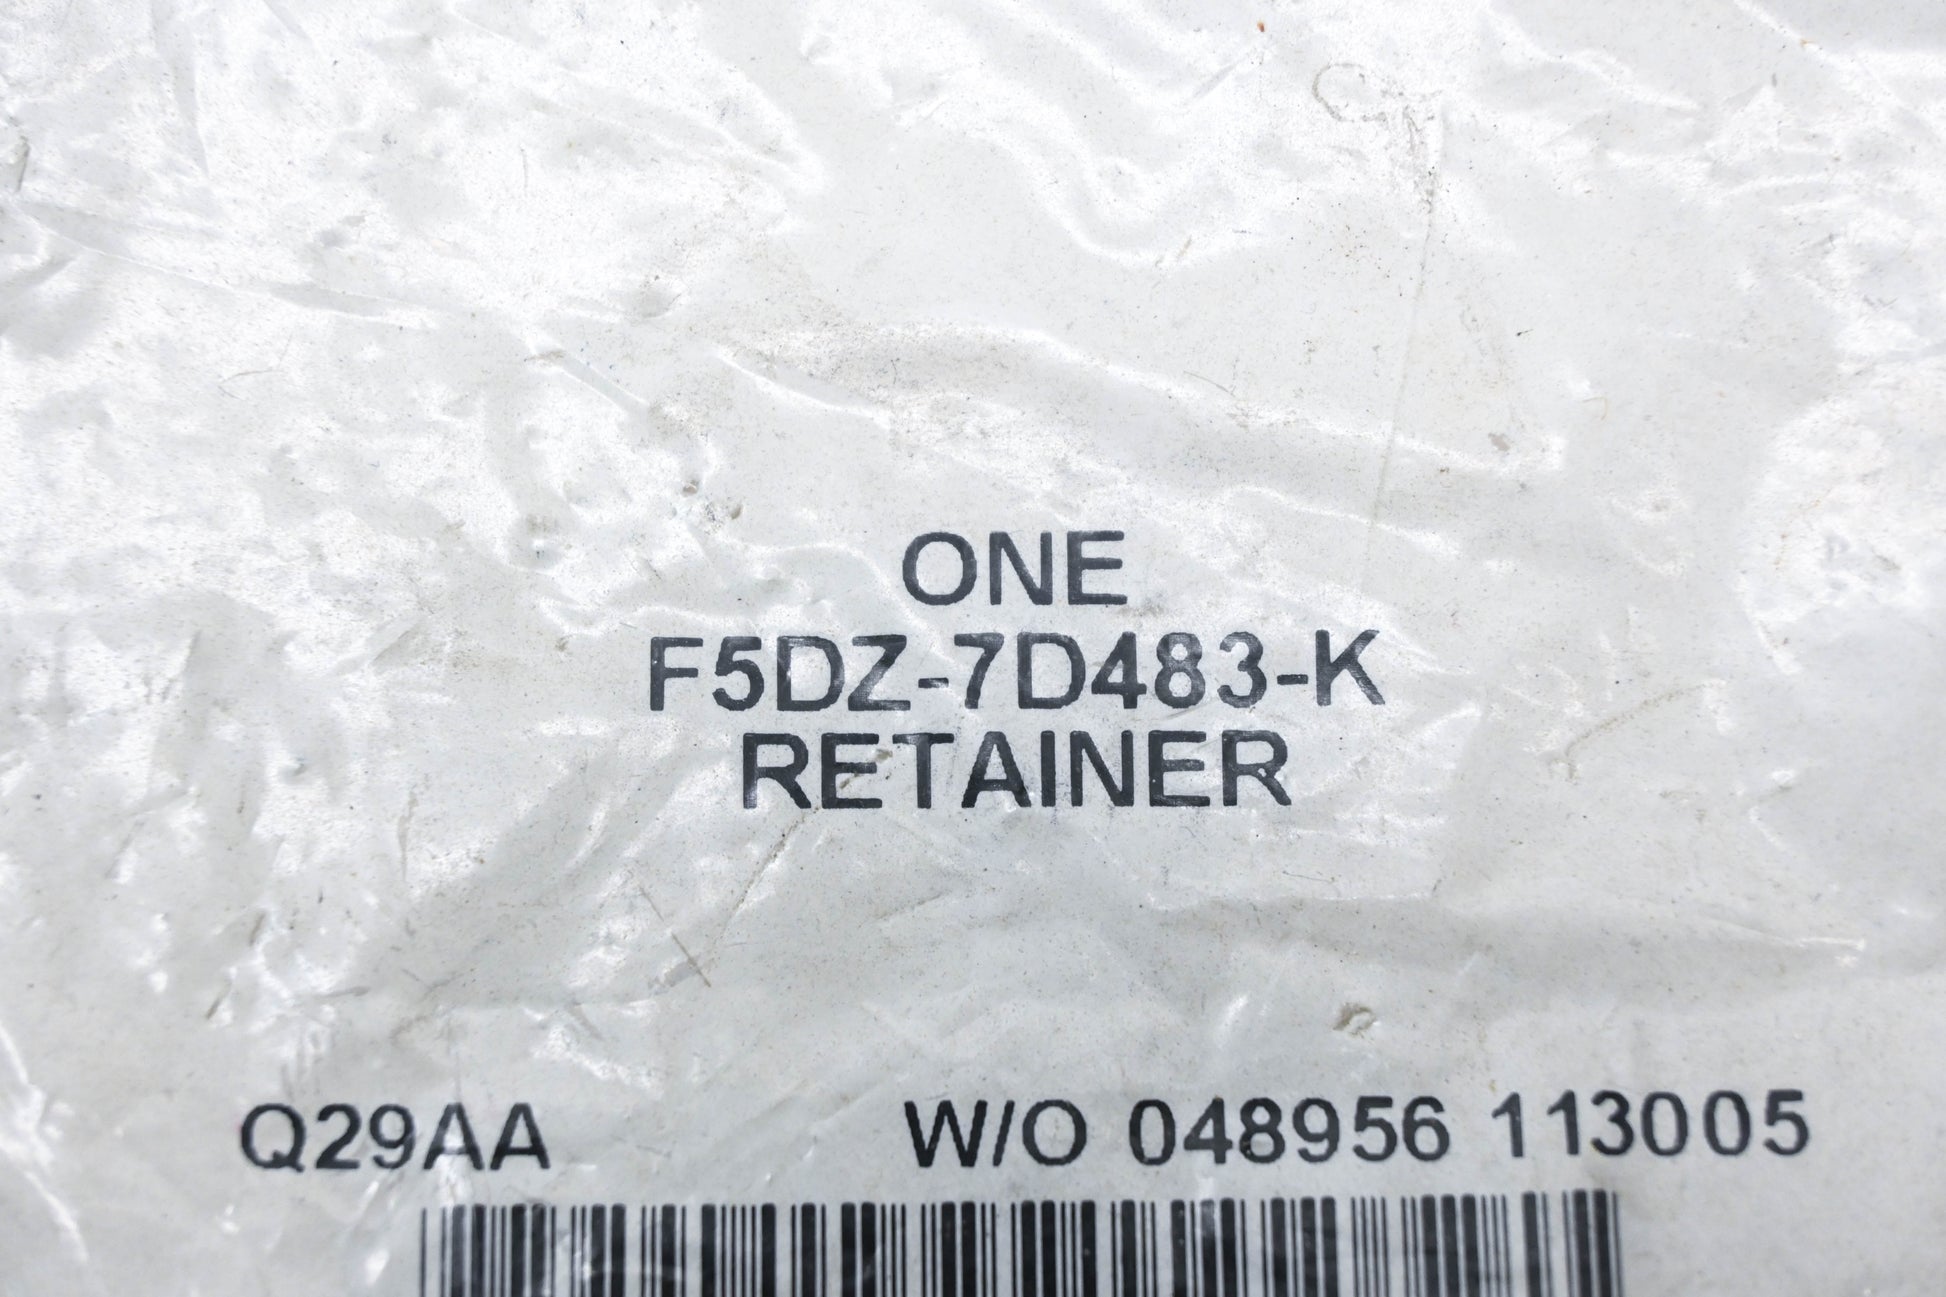 ONE
F5DZ-7D483-K
RETAINER
Q29AA W/O 048956 113005